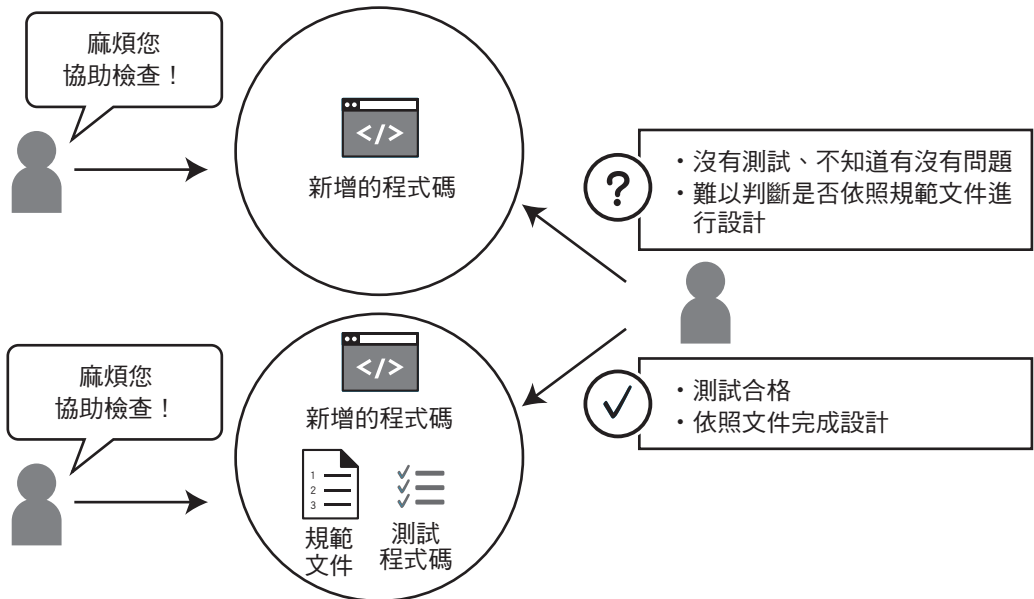 麻煩您
協助檢查！
</>
新增的程式碼
?
・沒有測試、不知道有沒有問題
・難以判斷是否依照規範文件進
行設計
麻煩您
協助檢查！
</>
新增的程式碼
1
2
3
規範
文件
測試
程式碼
・測試合格
・依照文件完成設計